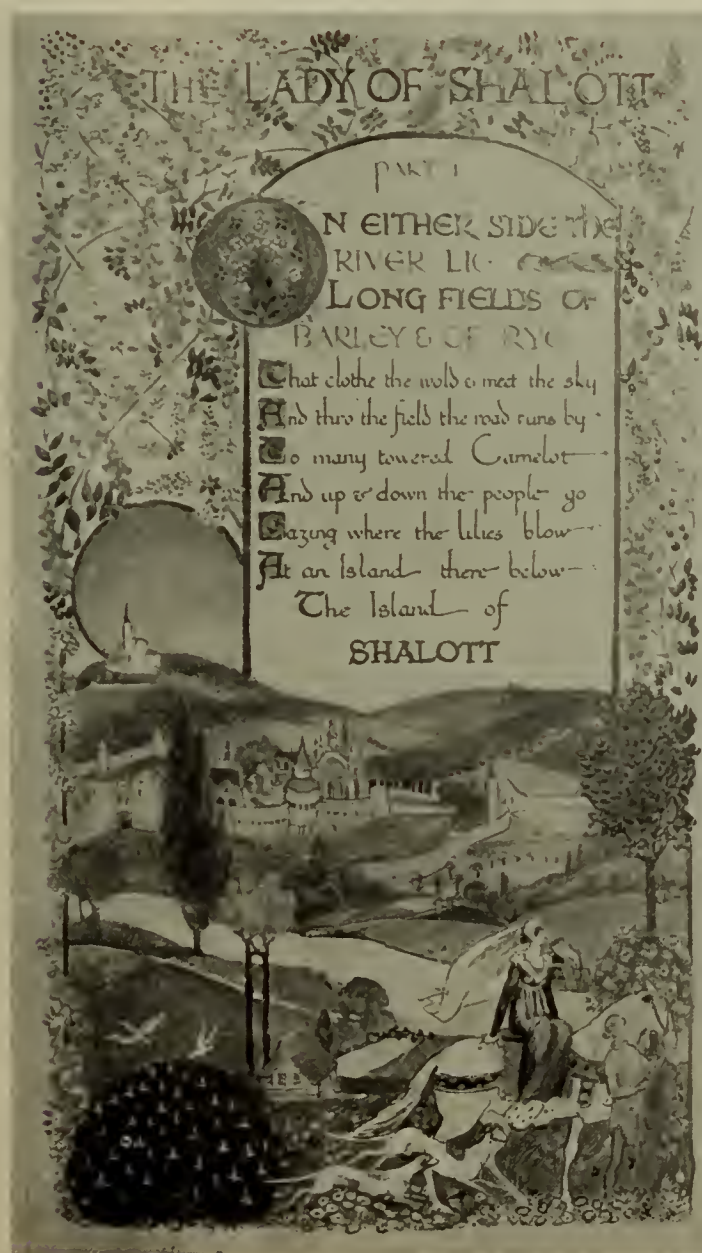 THE LADY OF SHALOTT
PART I
ON EITHER SIDE the
RIVER LIE
LONG FIELDS OF
BARLEY & OF RYE
That clothe the wold & meet the sky
And thro the field the road runs by
To many towered Camelot
And up & down the people go
Gazing where the lilies blow
At an Island there below
The Island of
SHALOTT